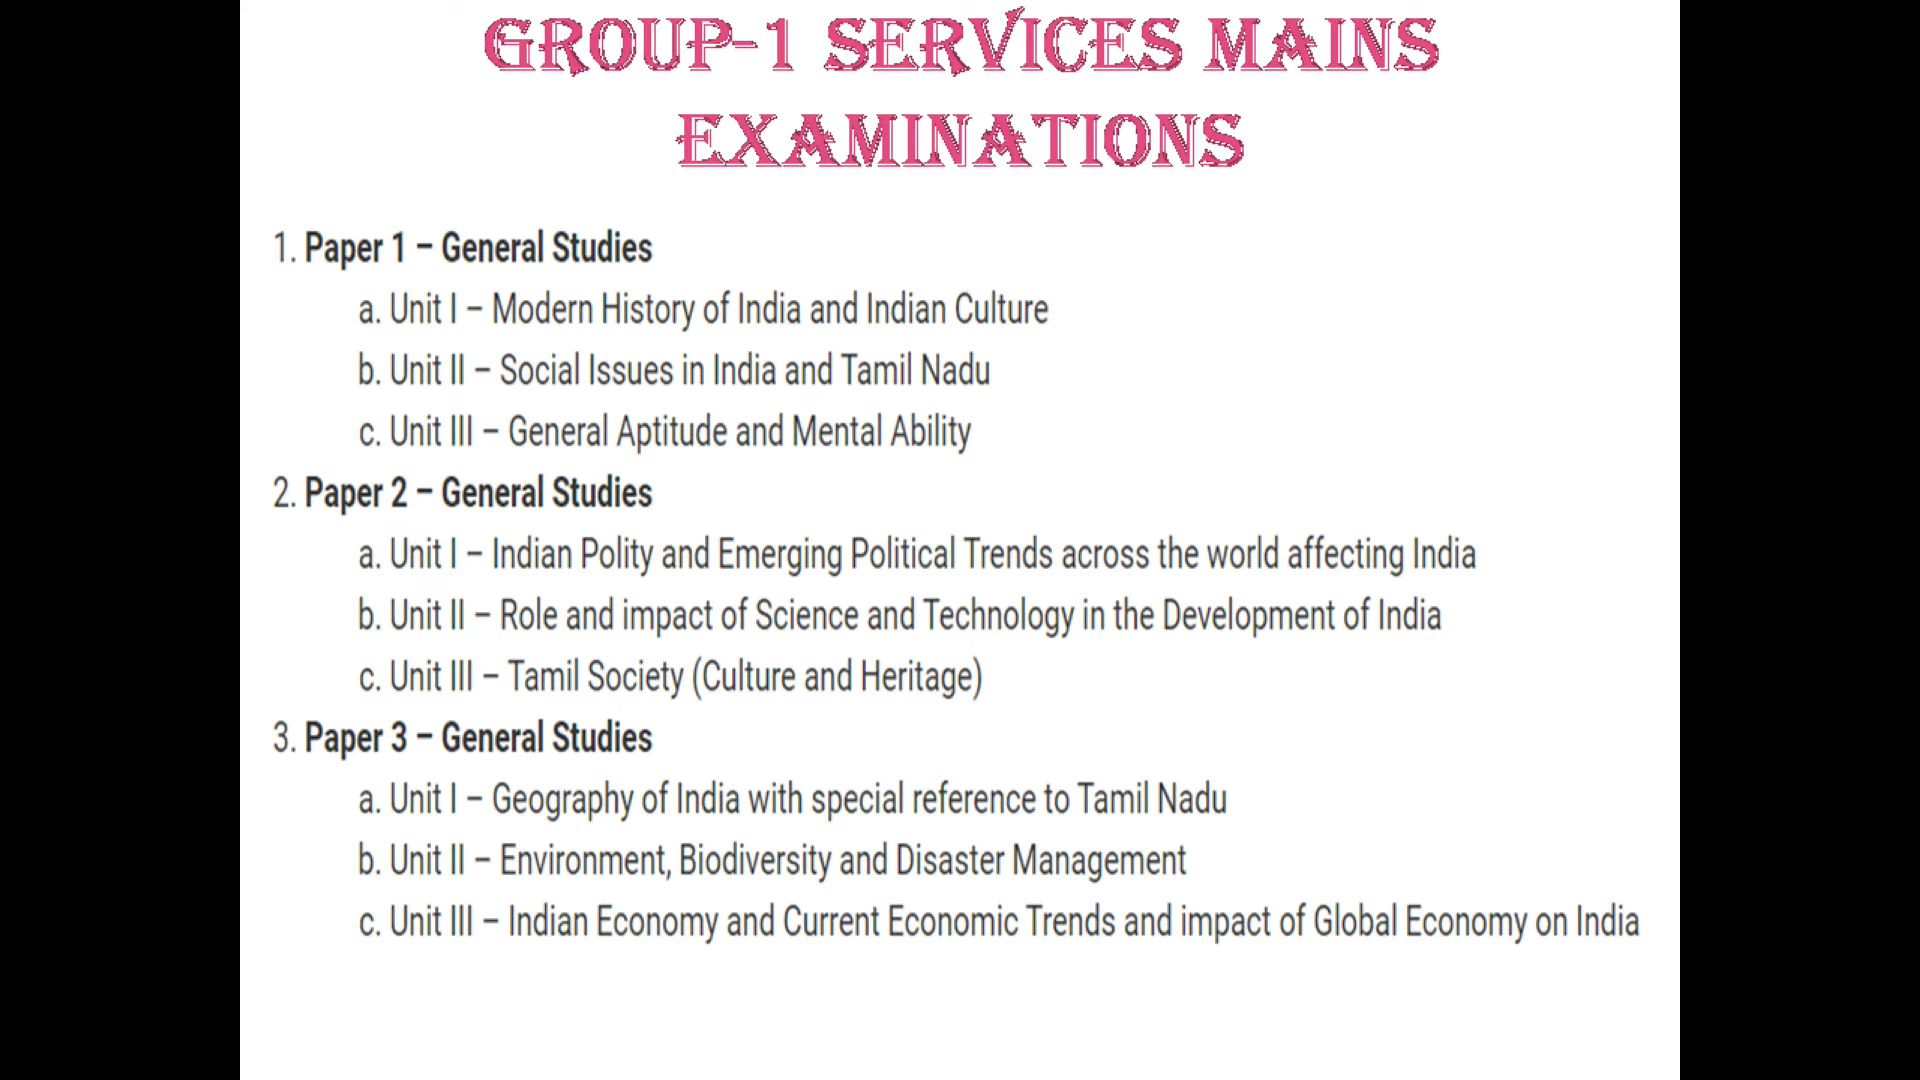 GROUP-1 SERVICES MAINS
EXAMINATIONS
1. Paper 1 – General Studies
a. Unit I – Modern History of India and Indian Culture
b. Unit II – Social Issues in India and Tamil Nadu
c. Unit III – General Aptitude and Mental Ability
2. Paper 2 – General Studies
a. Unit I – Indian Polity and Emerging Political Trends across the world affecting India
b. Unit II – Role and impact of Science and Technology in the Development of India
c. Unit III – Tamil Society (Culture and Heritage)
3. Paper 3 – General Studies
a. Unit I – Geography of India with special reference to Tamil Nadu
b. Unit II – Environment, Biodiversity and Disaster Management
c. Unit III – Indian Economy and Current Economic Trends and impact of Global Economy on India